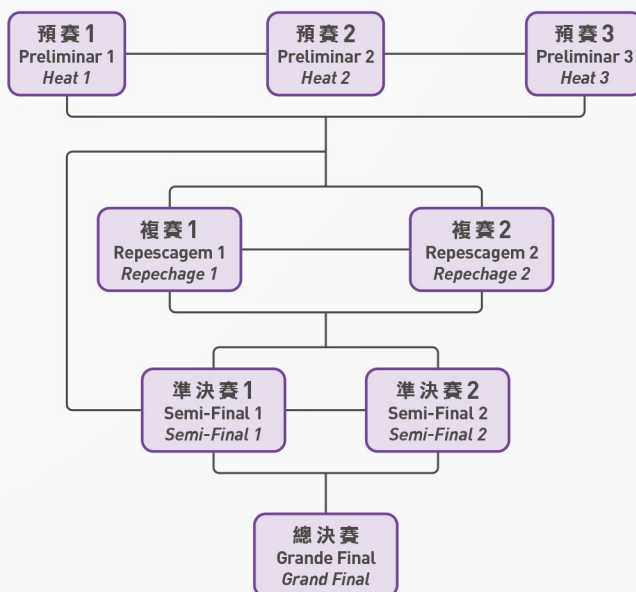 預賽1
Preliminar 1
Heat 1
預賽2
Preliminar 2
Heat 2
預賽3
Preliminar 3
Heat 3
複賽1
Repescagem 1
Repechage 1
複賽2
Repescagem 2
Repechage 2
準決賽1
Semi-Final 1
Semi-Final 1
準決賽2
Semi-Final 2
Semi-Final 2
總決賽
Grande Final
Grand Final